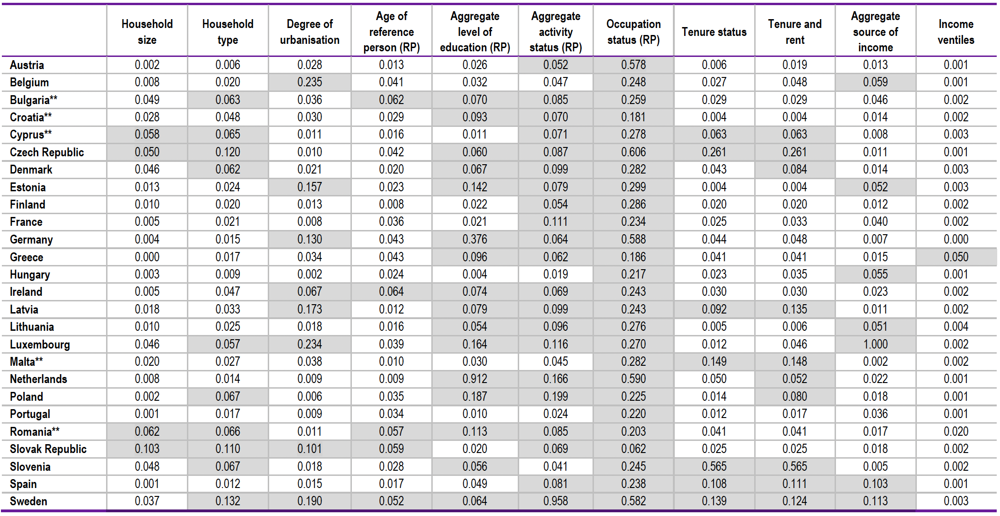 Household size | Household type | Degree of urbanisation | Age of reference person (RP) | Aggregate level of education (RP) | Aggregate activity status (RP) | Occupation status (RP) | Tenure status | Tenure and rent | Aggregate source of income | Income ventiles
Austria 0.002 0.006 0.028 0.013 0.026 0.052 0.578 0.006 0.019 0.013 0.001
Belgium 0.008 0.020 0.235 0.041 0.032 0.047 0.248 0.027 0.048 0.059 0.001
Bulgaria** 0.049 0.063 0.036 0.062 0.070 0.085 0.259 0.029 0.029 0.046 0.002
Croatia** 0.028 0.048 0.030 0.029 0.093 0.070 0.181 0.004 0.004 0.014 0.002
Cyprus** 0.058 0.065 0.011 0.016 0.011 0.071 0.278 0.063 0.063 0.008 0.003
Czech Republic 0.050 0.120 0.010 0.042 0.060 0.087 0.606 0.261 0.261 0.011 0.001
Denmark 0.046 0.062 0.021 0.020 0.067 0.099 0.282 0.043 0.084 0.014 0.003
Estonia 0.013 0.024 0.157 0.023 0.142 0.079 0.299 0.004 0.004 0.052 0.003
Finland 0.010 0.020 0.013 0.008 0.022 0.054 0.286 0.020 0.020 0.012 0.002
France 0.005 0.021 0.008 0.036 0.021 0.111 0.234 0.025 0.033 0.040 0.002
Germany 0.004 0.015 0.130 0.043 0.376 0.064 0.588 0.044 0.048 0.007 0.000
Greece 0.000 0.017 0.034 0.043 0.096 0.062 0.186 0.041 0.041 0.015 0.050
Hungary 0.003 0.009 0.002 0.024 0.004 0.019 0.217 0.023 0.035 0.055 0.001
Ireland 0.005 0.047 0.067 0.064 0.074 0.069 0.243 0.030 0.030 0.023 0.002
Latvia 0.018 0.033 0.173 0.012 0.079 0.099 0.243 0.092 0.135 0.011 0.002
Lithuania 0.010 0.025 0.018 0.016 0.054 0.096 0.276 0.005 0.006 0.051 0.004
Luxembourg 0.046 0.057 0.234 0.039 0.164 0.116 0.270 0.012 0.046 1.000 0.002
Malta** 0.020 0.027 0.038 0.010 0.030 0.045 0.282 0.149 0.148 0.002 0.002
Netherlands 0.008 0.014 0.009 0.009 0.912 0.166 0.590 0.050 0.052 0.022 0.001
Poland 0.002 0.067 0.006 0.035 0.187 0.199 0.225 0.014 0.080 0.018 0.001
Portugal 0.001 0.017 0.009 0.034 0.010 0.024 0.220 0.012 0.017 0.036 0.001
Romania** 0.062 0.066 0.011 0.057 0.113 0.085 0.203 0.041 0.041 0.017 0.020
Slovak Republic 0.103 0.110 0.101 0.059 0.020 0.069 0.062 0.025 0.025 0.018 0.002
Slovenia 0.048 0.067 0.018 0.028 0.056 0.041 0.245 0.565 0.565 0.005 0.002
Spain 0.001 0.012 0.015 0.017 0.049 0.081 0.238 0.108 0.111 0.103 0.001
Sweden 0.037 0.132 0.190 0.052 0.064 0.958 0.582 0.139 0.124 0.113 0.003